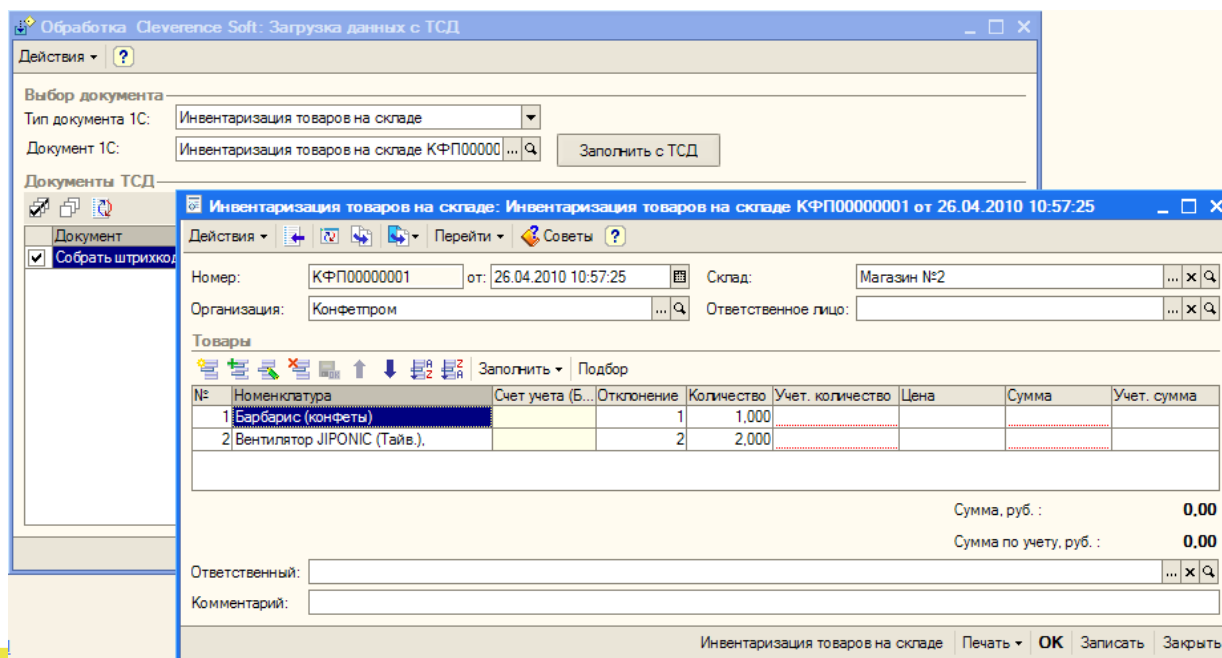 Обработка Cleverence Soft: Загрузка данных с ТСД
Действия ?
Выбор документа
Тип документа 1С: Инвентаризация товаров на складе
Документ 1С: Инвентаризация товаров на складе КФП00000 ... Заполнить с ТСД
Документы ТСД
Документ
Собрать штрихкод
Инвентаризация товаров на складе: Инвентаризация товаров на складе КФП00000001 от 26.04.2010 10:57:25
Действия Перейти Советы ?
Номер: КФП00000001 от: 26.04.2010 10:57:25 Склад: Магазин №2 ... x
Организация: Конфетпром ... Ответственное лицо: ... x
Товары
Заполнить Подбор
№ Номенклатура Счет учета (Б... Отклонение Количество Учет. количество Цена Сумма Учет. сумма
1 Барбарис (конфеты) 1 1,000
2 Вентилятор JIPONIC (Тайв.), 2 2,000
Сумма, руб. : 0,00
Сумма по учету, руб. : 0,00
Ответственный: ... x
Комментарий:
Инвентаризация товаров на складе Печать OK Записать Закрыть